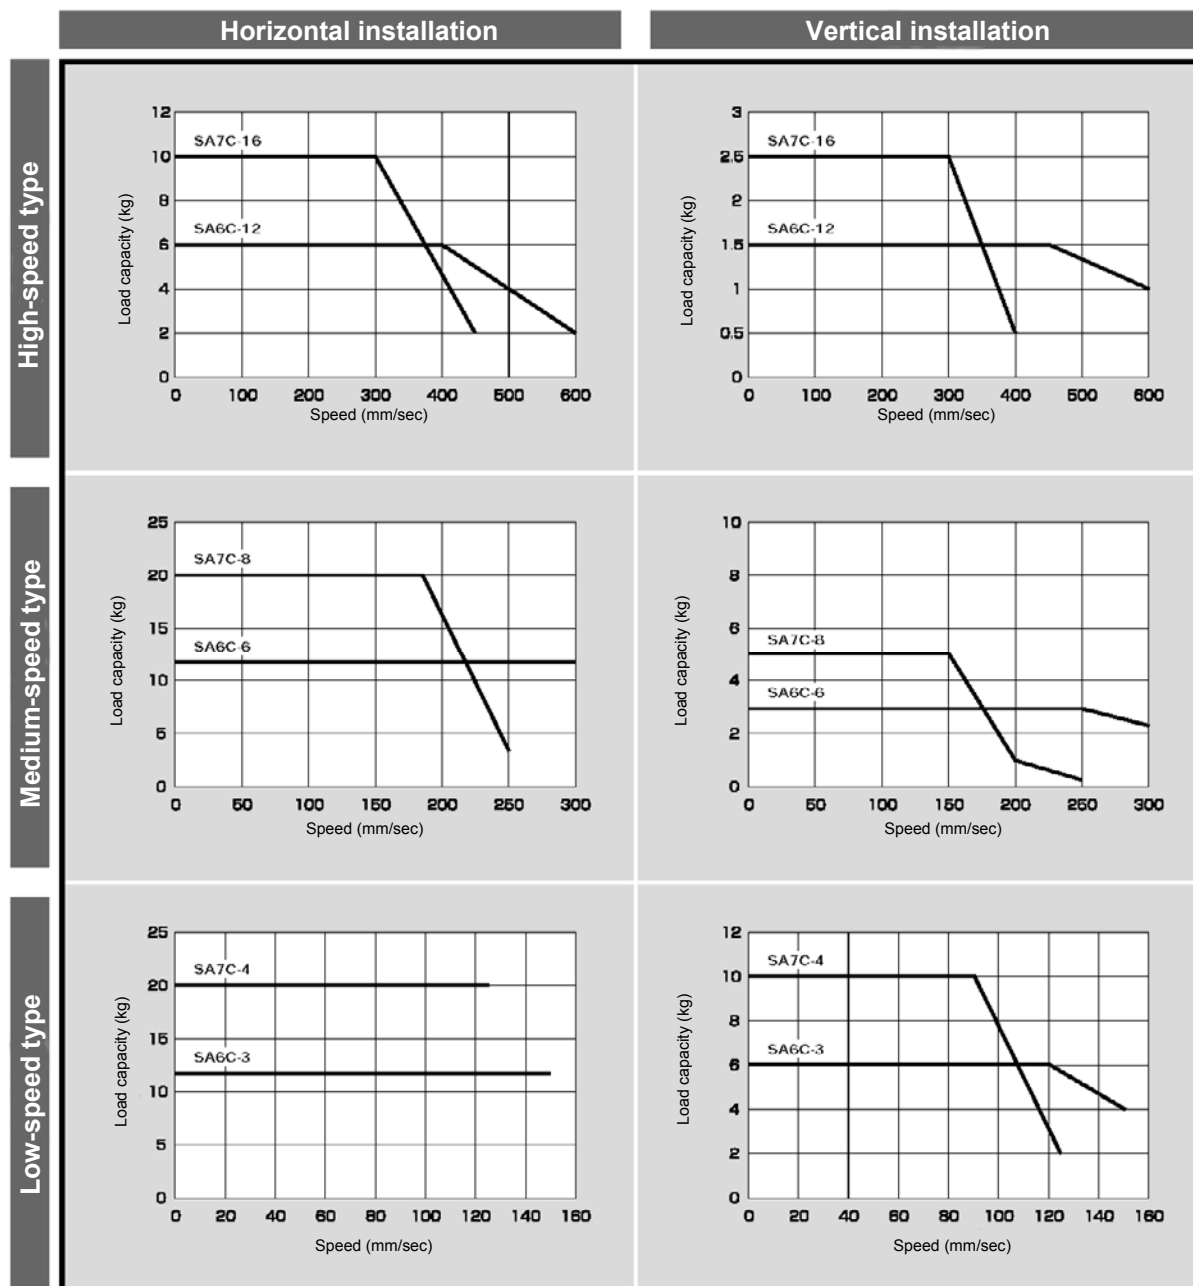 Horizontal installation
Vertical installation
High-speed type
12
10
8
6
4
2
0
SA7C-16
SA6C-12
Load capacity (kg)
0 100 200 300 400 500 600
Speed (mm/sec)
3
2.5
2
1.5
1
0.5
0
SA7C-16
SA6C-12
Load capacity (kg)
0 100 200 300 400 500 600
Speed (mm/sec)
Medium-speed type
25
20
15
10
5
0
SA7C-8
SA6C-6
Load capacity (kg)
0 50 100 150 200 250 300
Speed (mm/sec)
10
8
6
4
2
0
SA7C-8
SA6C-6
Load capacity (kg)
0 50 100 150 200 250 300
Speed (mm/sec)
Low-speed type
25
20
15
10
5
0
SA7C-4
SA6C-3
Load capacity (kg)
0 20 40 60 80 100 120 140 160
Speed (mm/sec)
12
10
8
6
4
2
0
SA7C-4
SA6C-3
Load capacity (kg)
0 20 40 60 80 100 120 140 160
Speed (mm/sec)